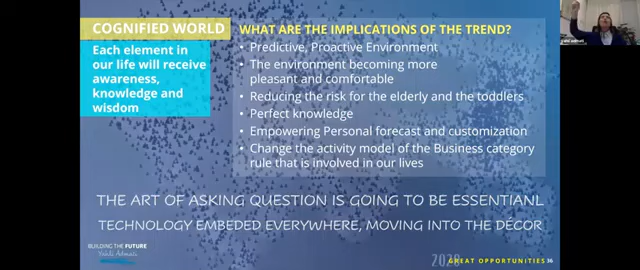 COGNIFIED WORLD
Each element in
our life will receive
awareness,
knowledge and
wisdom
WHAT ARE THE IMPLICATIONS OF THE TREND?
• Predictive, Proactive Environment
• The environment becoming more
pleasant and comfortable
• Reducing the risk for the elderly and the toddlers
• Perfect knowledge
• Empowering Personal forecast and customization
• Change the activity model of the Business category
rule that is involved in our lives
THE ART OF ASKING QUESTION IS GOING TO BE ESSENTIANL
TECHNOLOGY EMBEDED EVERYWHERE, MOVING INTO THE DÉCOR
BUILDING THE FUTURE
GREAT OPPORTUNITIES 36